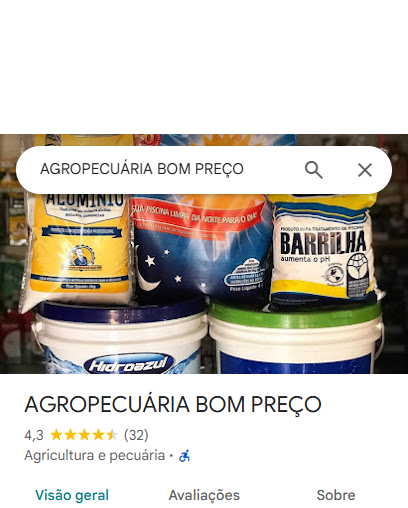 AGROPECUÁRIA BOM PREÇO
ALUMÍNIO
SUA PISCINA LIMPA DA NOITE PARA O DIA!
PRODUTO PARA TRATAMENTO DE PISCINAS
BARRILHA
aumenta o pH
Hidroazul
AGROPECUÁRIA BOM PREÇO
4,3 (32)
Agricultura e pecuária ·
Visão geral
Avaliações
Sobre